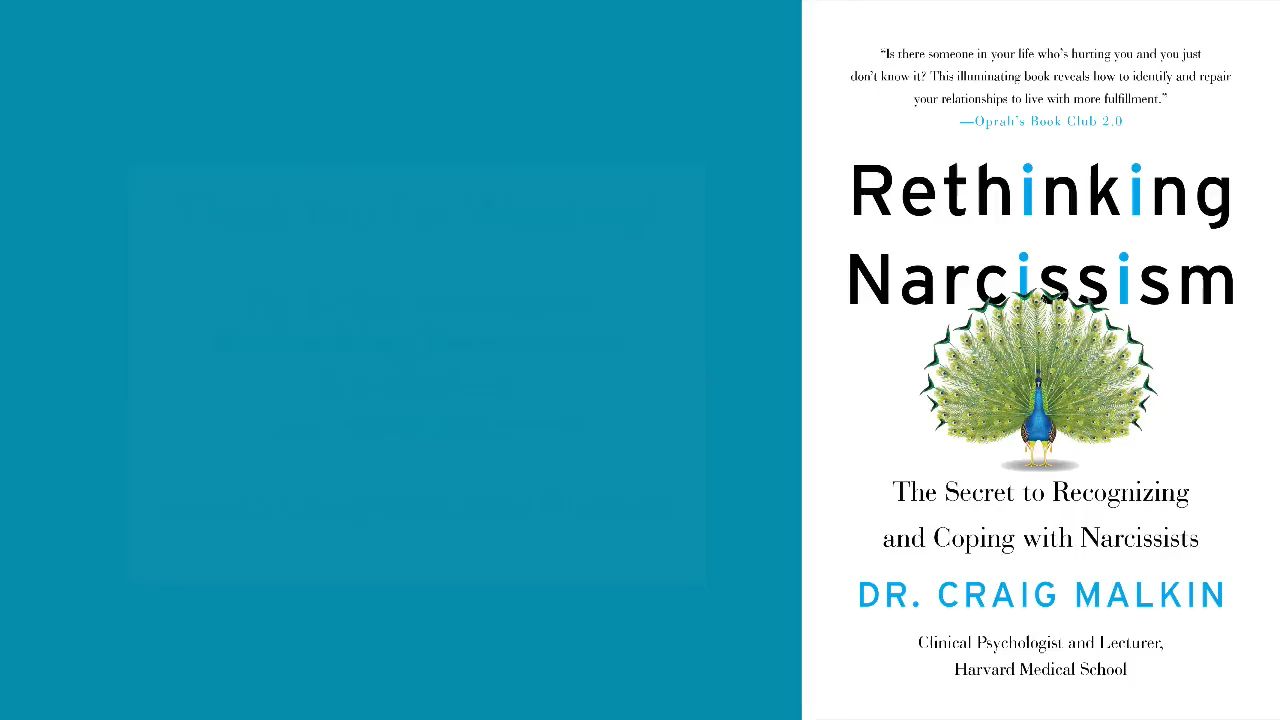 “Is there someone in your life who’s hurting you and you just
don’t know it? This illuminating book reveals how to identify and repair
your relationships to live with more fulfillment.”
—Oprah’s Book Club 2.0
Rethinking
Narcissism
The Secret to Recognizing
and Coping with Narcissists
DR. CRAIG MALKIN
Clinical Psychologist and Lecturer,
Harvard Medical School